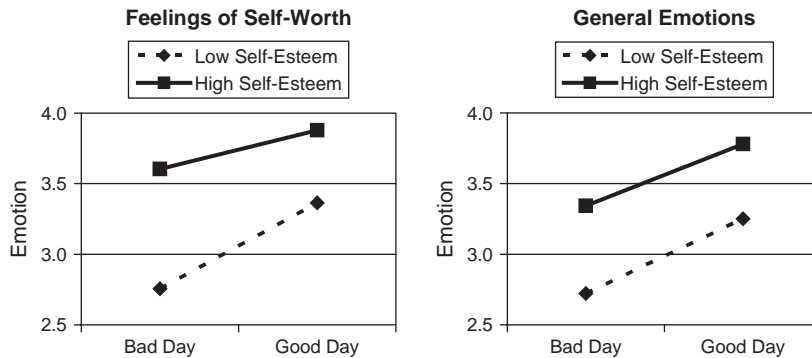 Feelings of Self-Worth
Low Self-Esteem
High Self-Esteem
4.0
3.5
3.0
2.5
Emotion
Bad Day
Good Day
General Emotions
Low Self-Esteem
High Self-Esteem
4.0
3.5
3.0
2.5
Emotion
Bad Day
Good Day